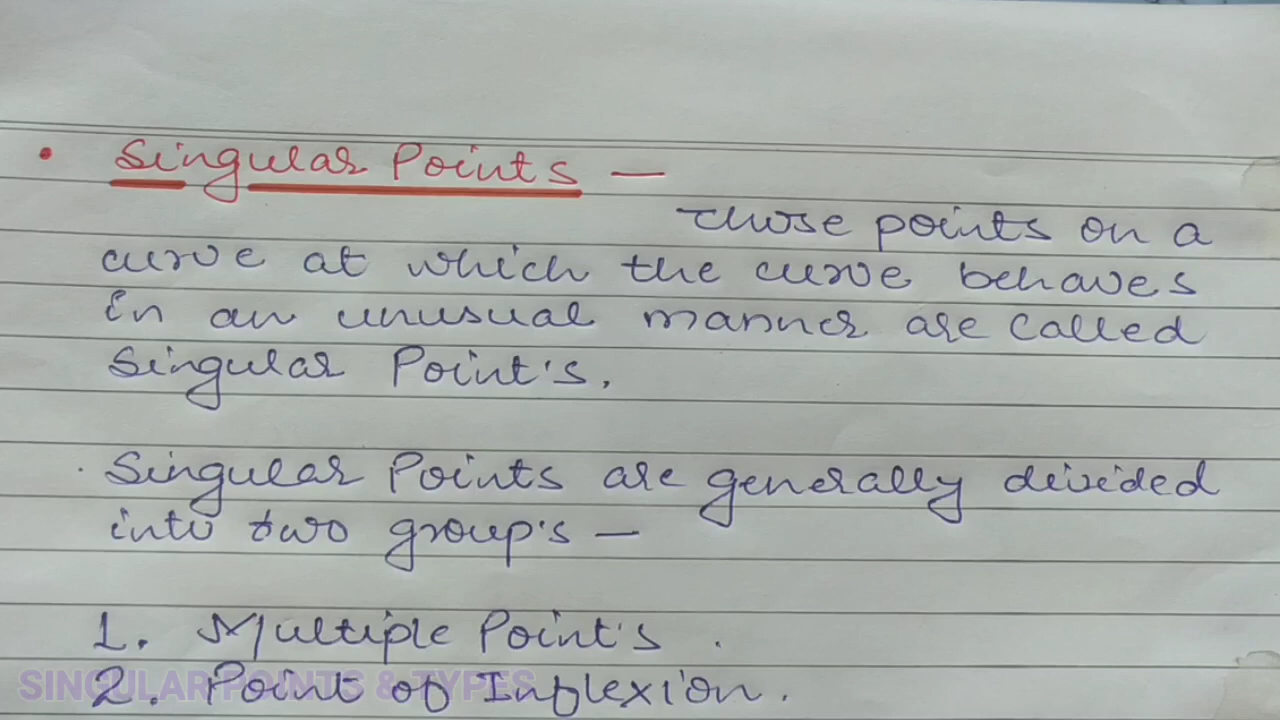 • Singular Points —
Those points on a
curve at which the curve behaves
in an unusual manner are called
Singular Point's.
· Singular Points are generally divided
into two group's —
1. Multiple Point's .
2. Point of Inflexion.
SINGULAR POINTS & TYPES